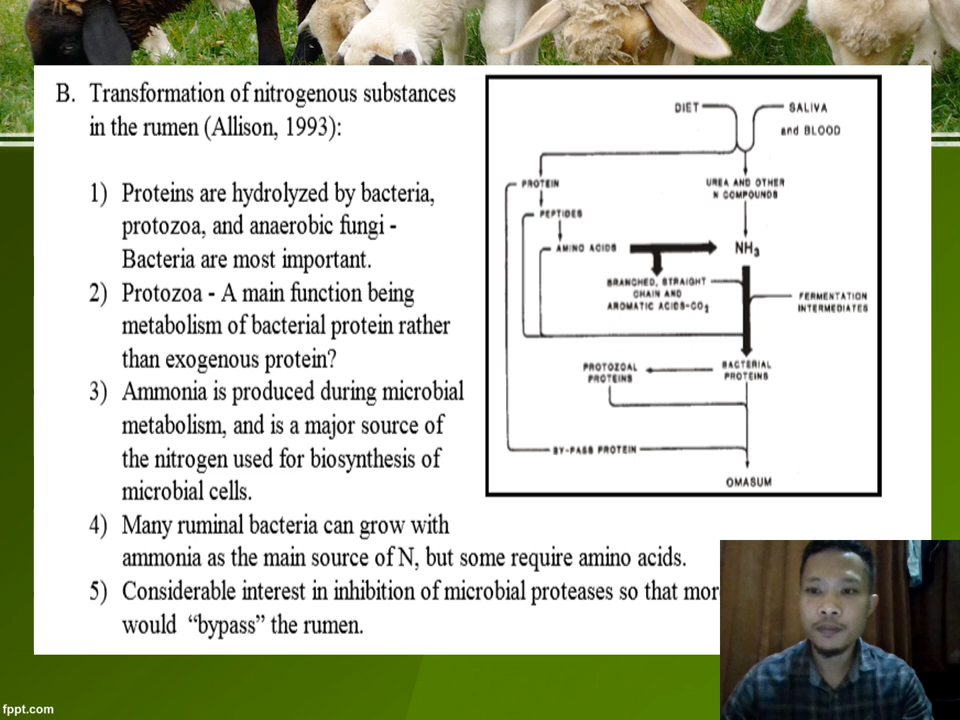 B. Transformation of nitrogenous substances
in the rumen (Allison, 1993):
1) Proteins are hydrolyzed by bacteria,
protozoa, and anaerobic fungi -
Bacteria are most important.
2) Protozoa - A main function being
metabolism of bacterial protein rather
than exogenous protein?
3) Ammonia is produced during microbial
metabolism, and is a major source of
the nitrogen used for biosynthesis of
microbial cells.
4) Many ruminal bacteria can grow with
ammonia as the main source of N, but some require amino acids.
5) Considerable interest in inhibition of microbial proteases so that mor
would “bypass” the rumen.
DIET
SALIVA
and BLOOD
PROTEIN
UREA AND OTHER
N COMPOUNDS
PEPTIDES
AMINO ACIDS
NH₃
BRANCHED, STRAIGHT
CHAIN AND
AROMATIC ACIDS-CO₂
FERMENTATION
INTERMEDIATES
PROTOZOAL
PROTEINS
BACTERIAL
PROTEINS
BY-PASS PROTEIN
OMASUM
fppt.com